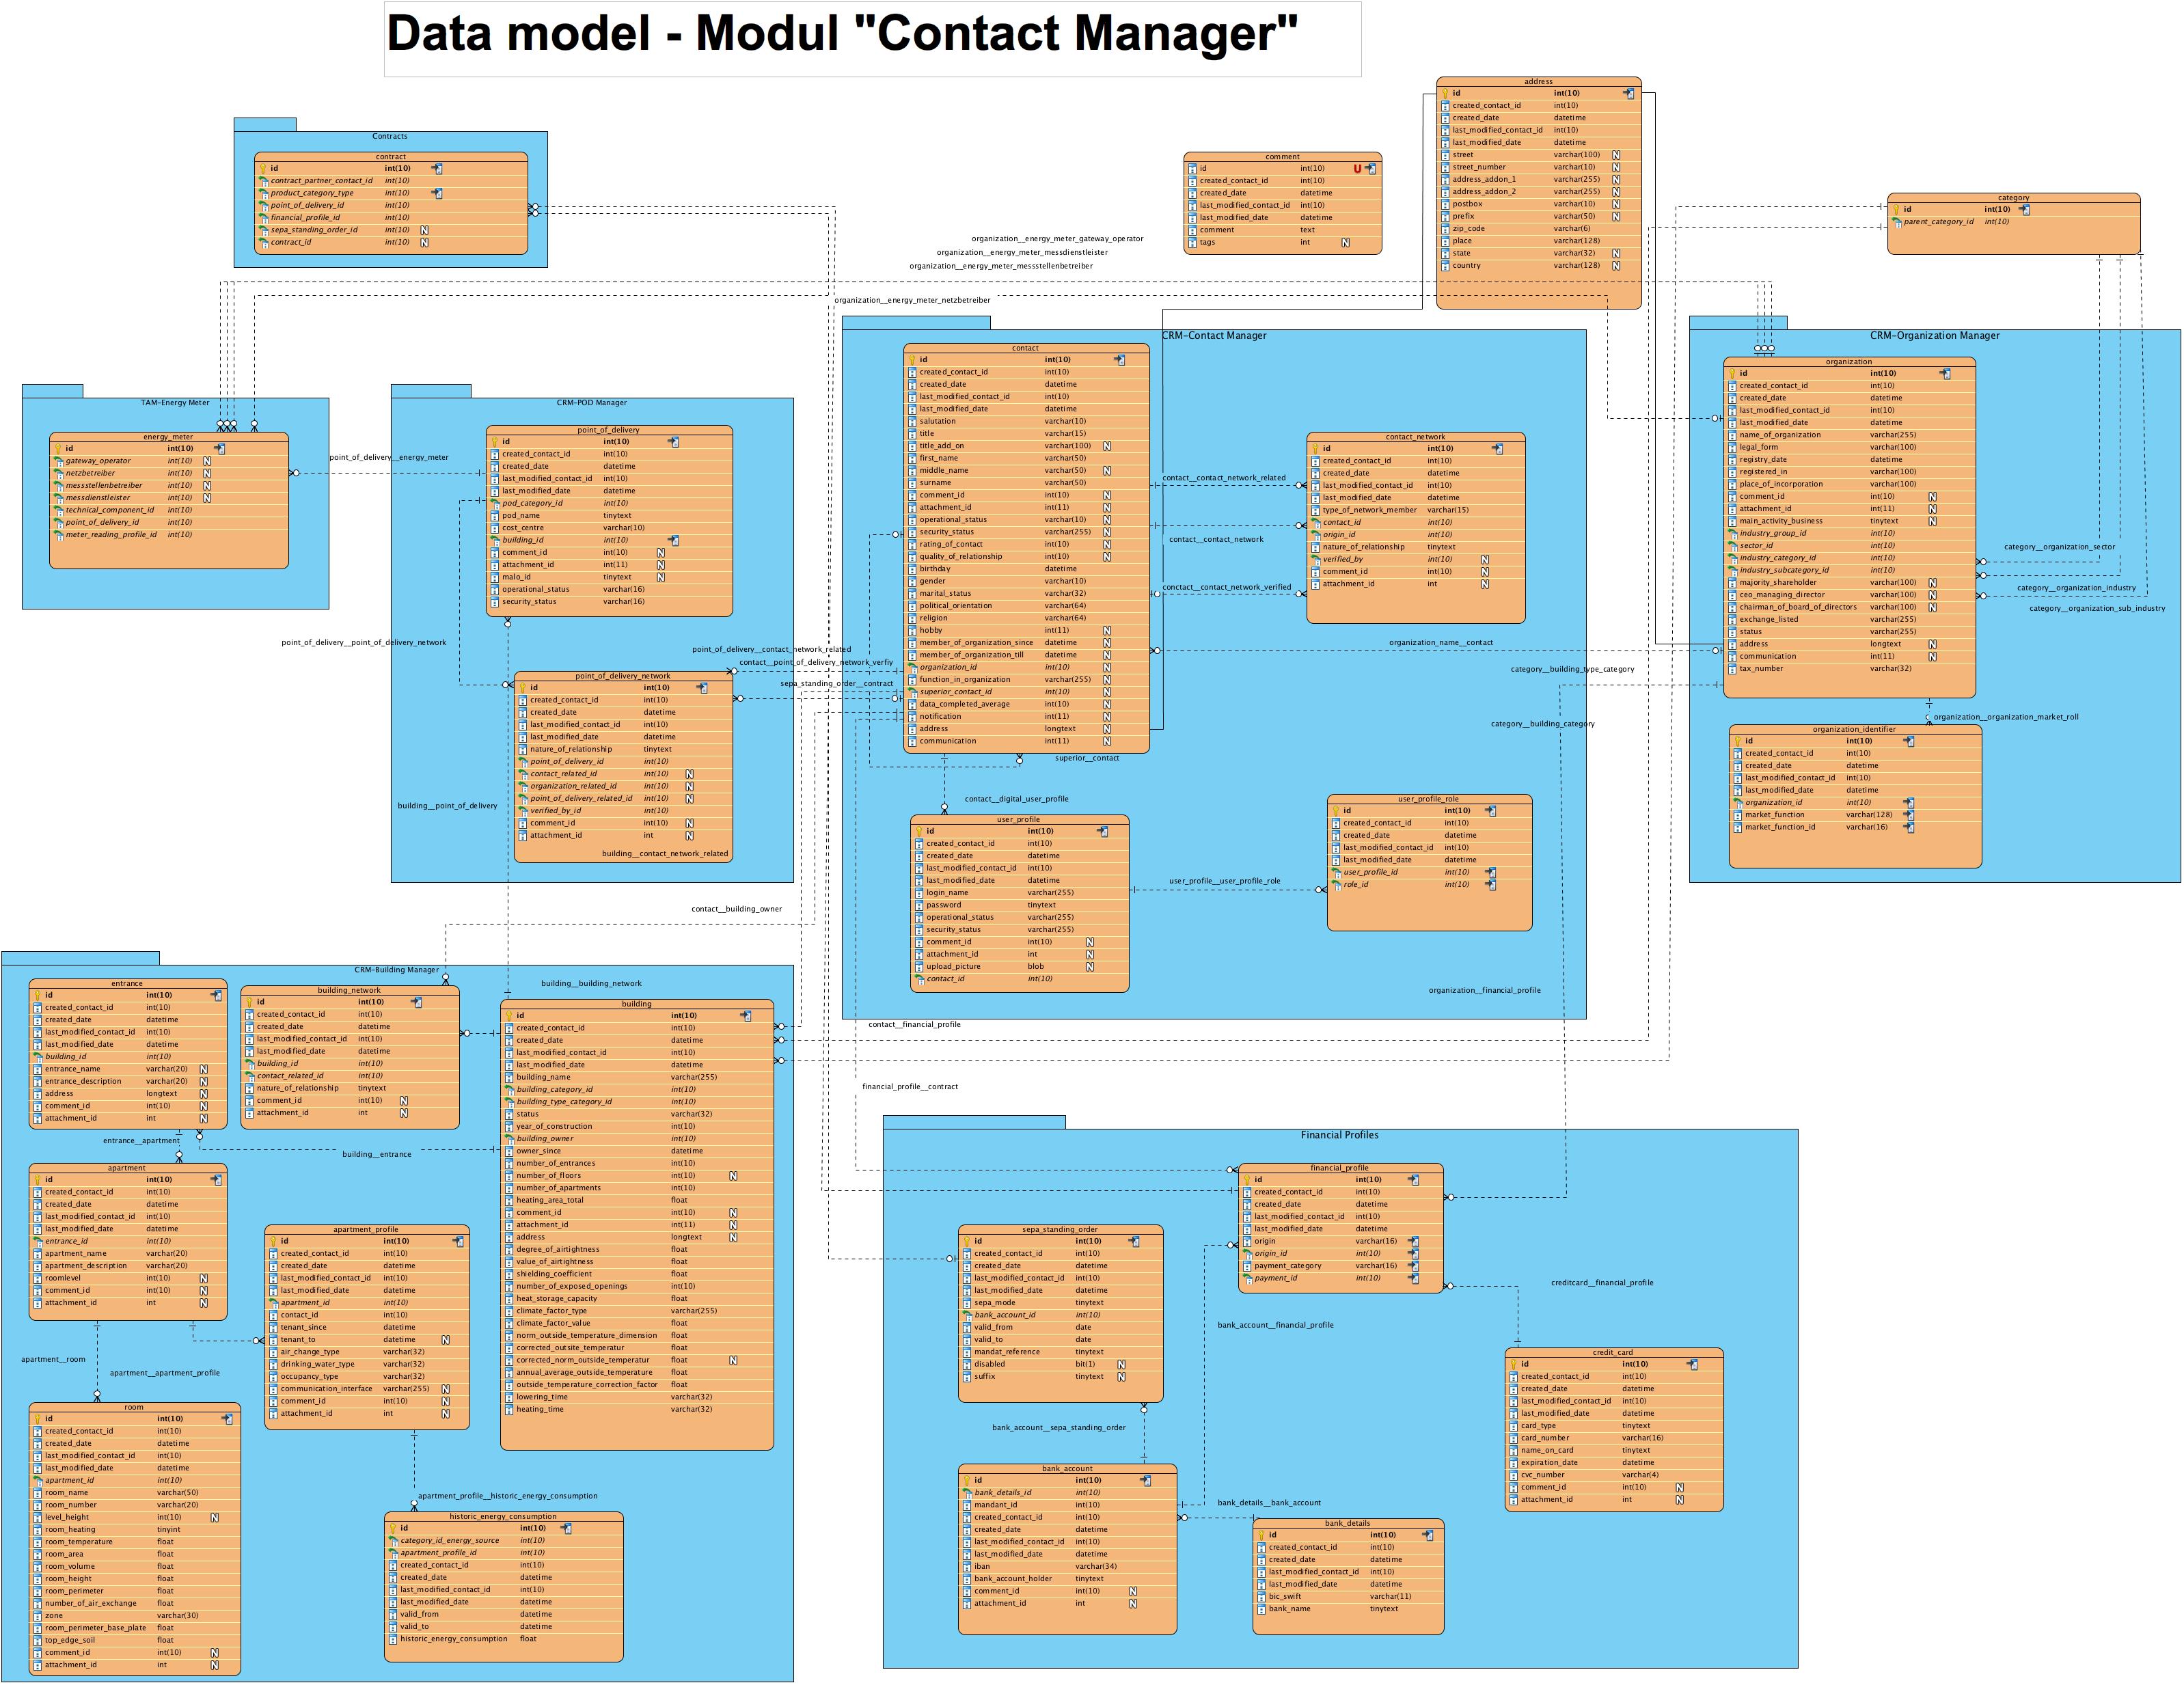 Data model - Modul "Contact Manager"
address
id int(10)
created_contact_id int(10)
created_date datetime
last_modified_contact_id int(10)
last_modified_date datetime
street varchar(100) N
street_number varchar(10) N
address_addon_1 varchar(255) N
address_addon_2 varchar(255) N
postbox varchar(10) N
prefix varchar(50) N
zip_code varchar(6)
place varchar(128)
state varchar(32) N
country varchar(128) N
Contracts
contract
id int(10)
contract_partner_contact_id int(10)
product_category_type int(10)
point_of_delivery_id int(10)
financial_profile_id int(10)
sepa_standing_order_id int(10) N
contract_id int(10) N
comment
id int(10) U
created_contact_id int(10)
created_date datetime
last_modified_contact_id int(10)
last_modified_date datetime
comment text
tags int N
category
id int(10)
parent_category_id int(10)
organization__energy_meter_gateway_operator
organization__energy_meter_messdienstleister
organization__energy_meter_messstellenbetreiber
organization__energy_meter_netzbetreiber
TAM-Energy Meter
energy_meter
id int(10)
gateway_operator int(10) N
netzbetreiber int(10) N
messstellenbetreiber int(10) N
messdienstleister int(10) N
technical_component_id int(10)
point_of_delivery_id int(10)
meter_reading_profile_id int(10)
point_of_delivery__energy_meter
CRM-POD Manager
point_of_delivery
id int(10)
created_contact_id int(10)
created_date datetime
last_modified_contact_id int(10)
last_modified_date datetime
pod_category_id int(10)
pod_name tinytext
cost_centre varchar(10)
building_id int(10)
comment_id int(10) N
attachment_id int(11) N
malo_id tinytext N
operational_status varchar(16)
security_status varchar(16)
point_of_delivery__point_of_delivery_network
point_of_delivery__contact_network_related
contact__point_of_delivery_network_verfiy
sepa_standing_order__contract
point_of_delivery_network
id int(10)
created_contact_id int(10)
created_date datetime
last_modified_contact_id int(10)
last_modified_date datetime
nature_of_relationship tinytext
point_of_delivery_id int(10)
contact_related_id int(10) N
organization_related_id int(10) N
point_of_delivery_related_id int(10) N
verified_by_id int(10)
comment_id int(10) N
attachment_id int N
building__contact_network_related
building__point_of_delivery
CRM-Contact Manager
contact
id int(10)
created_contact_id int(10)
created_date datetime
last_modified_contact_id int(10)
last_modified_date datetime
salutation varchar(10)
title varchar(15)
title_add_on varchar(100) N
first_name varchar(50)
middle_name varchar(50) N
surname varchar(50)
comment_id int(10) N
attachment_id int(11) N
operational_status varchar(10) N
security_status varchar(255) N
rating_of_contact int(10) N
quality_of_relationship int(10) N
birthday datetime
gender varchar(10)
marital_status varchar(32)
political_orientation varchar(64)
religion varchar(64)
hobby int(11) N
member_of_organization_since datetime N
member_of_organization_till datetime N
organization_id int(10) N
function_in_organization varchar(255) N
superior_contact_id int(10) N
data_completed_average int(10) N
notification int(11) N
address longtext N
communication int(11) N
contact__contact_network_related
contact__contact_network
conctact__contact_network_verified
contact_network
id int(10)
created_contact_id int(10)
created_date datetime
last_modified_contact_id int(10)
last_modified_date datetime
type_of_network_member varchar(15)
contact_id int(10)
origin_id int(10)
nature_of_relationship tinytext
verified_by int(10) N
comment_id int(10) N
attachment_id int N
organization_name__contact
category__building_type_category
category__building_category
superior__contact
contact__digital_user_profile
user_profile
id int(10)
created_contact_id int(10)
created_date datetime
last_modified_contact_id int(10)
last_modified_date datetime
login_name varchar(255)
password tinytext
operational_status varchar(255)
security_status varchar(255)
comment_id int(10) N
attachment_id int N
upload_picture blob N
contact_id int(10)
user_profile__user_profile_role
user_profile_role
id int(10)
created_contact_id int(10)
created_date datetime
last_modified_contact_id int(10)
last_modified_date datetime
user_profile_id int(10)
role_id int(10)
organization__financial_profile
CRM-Organization Manager
organization
id int(10)
created_contact_id int(10)
created_date datetime
last_modified_contact_id int(10)
last_modified_date datetime
name_of_organization varchar(255)
legal_form varchar(100)
registry_date datetime
registered_in varchar(100)
place_of_incorporation varchar(100)
comment_id int(10) N
attachment_id int(11) N
main_activity_business tinytext N
industry_group_id int(10)
sector_id int(10)
industry_category_id int(10)
industry_subcategory_id int(10)
majority_shareholder varchar(100) N
ceo_managing_director varchar(100) N
chairman_of_board_of_directors varchar(100) N
exchange_listed varchar(255)
status varchar(255)
address longtext N
communication int(11) N
tax_number varchar(32)
category__organization_sector
category__organization_industry
category__organization_sub_industry
organization__organization_market_roll
organization_identifier
id int(10)
created_contact_id int(10)
created_date datetime
last_modified_contact_id int(10)
last_modified_date datetime
organization_id int(10)
market_function varchar(128)
market_function_id varchar(16)
contact__building_owner
CRM-Building Manager
building__building_network
entrance
id int(10)
created_contact_id int(10)
created_date datetime
last_modified_contact_id int(10)
last_modified_date datetime
building_id int(10)
entrance_name varchar(20) N
entrance_description varchar(20) N
address longtext N
comment_id int(10) N
attachment_id int N
building_network
id int(10)
created_contact_id int(10)
created_date datetime
last_modified_contact_id int(10)
last_modified_date datetime
building_id int(10)
contact_related_id int(10)
nature_of_relationship tinytext
comment_id int(10) N
attachment_id int N
building
id int(10)
created_contact_id int(10)
created_date datetime
last_modified_contact_id int(10)
last_modified_date datetime
building_name varchar(255)
building_category_id int(10)
building_type_category_id int(10)
status varchar(32)
year_of_construction int(10)
building_owner int(10)
owner_since datetime
number_of_entrances int(10)
number_of_floors int(10) N
number_of_apartments int(10)
heating_area_total float
comment_id int(10) N
attachment_id int(11) N
address longtext N
degree_of_airtightness float
value_of_airtightness float
shielding_coefficient float
number_of_exposed_openings int(10)
heat_storage_capacity float
climate_factor_type varchar(255)
climate_factor_value float
norm_outside_temperature_dimension float
corrected_outsite_temperatur float
corrected_norm_outside_temperatur float N
annual_average_outside_temperature float
outside_temperature_correction_factor float
lowering_time varchar(32)
heating_time varchar(32)
entrance__apartment
building__entrance
apartment
id int(10)
created_contact_id int(10)
created_date datetime
last_modified_contact_id int(10)
last_modified_date datetime
entrance_id int(10)
apartment_name varchar(20)
apartment_description varchar(20)
roomlevel int(10) N
comment_id int(10) N
attachment_id int N
apartment_profile
id int(10)
created_contact_id int(10)
created_date datetime
last_modified_contact_id int(10)
last_modified_date datetime
apartment_id int(10)
contact_id int(10)
tenant_since datetime
tenant_to datetime N
air_change_type varchar(32)
drinking_water_type varchar(32)
occupancy_type varchar(32)
communication_interface varchar(255) N
comment_id int(10) N
attachment_id int N
apartment__room
apartment__apartment_profile
room
id int(10)
created_contact_id int(10)
created_date datetime
last_modified_contact_id int(10)
last_modified_date datetime
apartment_id int(10)
room_name varchar(50)
room_number varchar(20)
level_height int(10) N
room_heating tinyint
room_temperature float
room_area float
room_volume float
room_height float
room_perimeter float
number_of_air_exchange float
zone varchar(30)
room_perimeter_base_plate float
top_edge_soil float
comment_id int(10) N
attachment_id int N
apartment_profile__historic_energy_consumption
historic_energy_consumption
id int(10)
category_id_energy_source int(10)
apartment_profile_id int(10)
created_contact_id int(10)
created_date datetime
last_modified_contact_id int(10)
last_modified_date datetime
valid_from datetime
valid_to datetime
historic_energy_consumption float
contact__financial_profile
financial_profile__contract
Financial Profiles
financial_profile
id int(10)
created_contact_id int(10)
created_date datetime
last_modified_contact_id int(10)
last_modified_date datetime
origin varchar(16)
origin_id int(10)
payment_category varchar(16)
payment_id int(10)
sepa_standing_order
id int(10)
created_contact_id int(10)
created_date datetime
last_modified_contact_id int(10)
last_modified_date datetime
sepa_mode tinytext
bank_account_id int(10)
valid_from date
valid_to date
mandat_reference tinytext
disabled bit(1) N
suffix tinytext N
creditcard__financial_profile
bank_account__financial_profile
credit_card
id int(10)
created_contact_id int(10)
created_date datetime
last_modified_contact_id int(10)
last_modified_date datetime
card_type tinytext
card_number varchar(16)
name_on_card tinytext
expiration_date datetime
cvc_number varchar(4)
comment_id int(10) N
attachment_id int N
bank_account__sepa_standing_order
bank_account
id int(10)
bank_details_id int(10)
mandant_id int(10)
created_contact_id int(10)
created_date datetime
last_modified_contact_id int(10)
last_modified_date datetime
iban varchar(34)
bank_account_holder tinytext
comment_id int(10) N
attachment_id int N
bank_details__bank_account
bank_details
id int(10)
created_contact_id int(10)
created_date datetime
last_modified_contact_id int(10)
last_modified_date datetime
bic_swift varchar(11)
bank_name tinytext